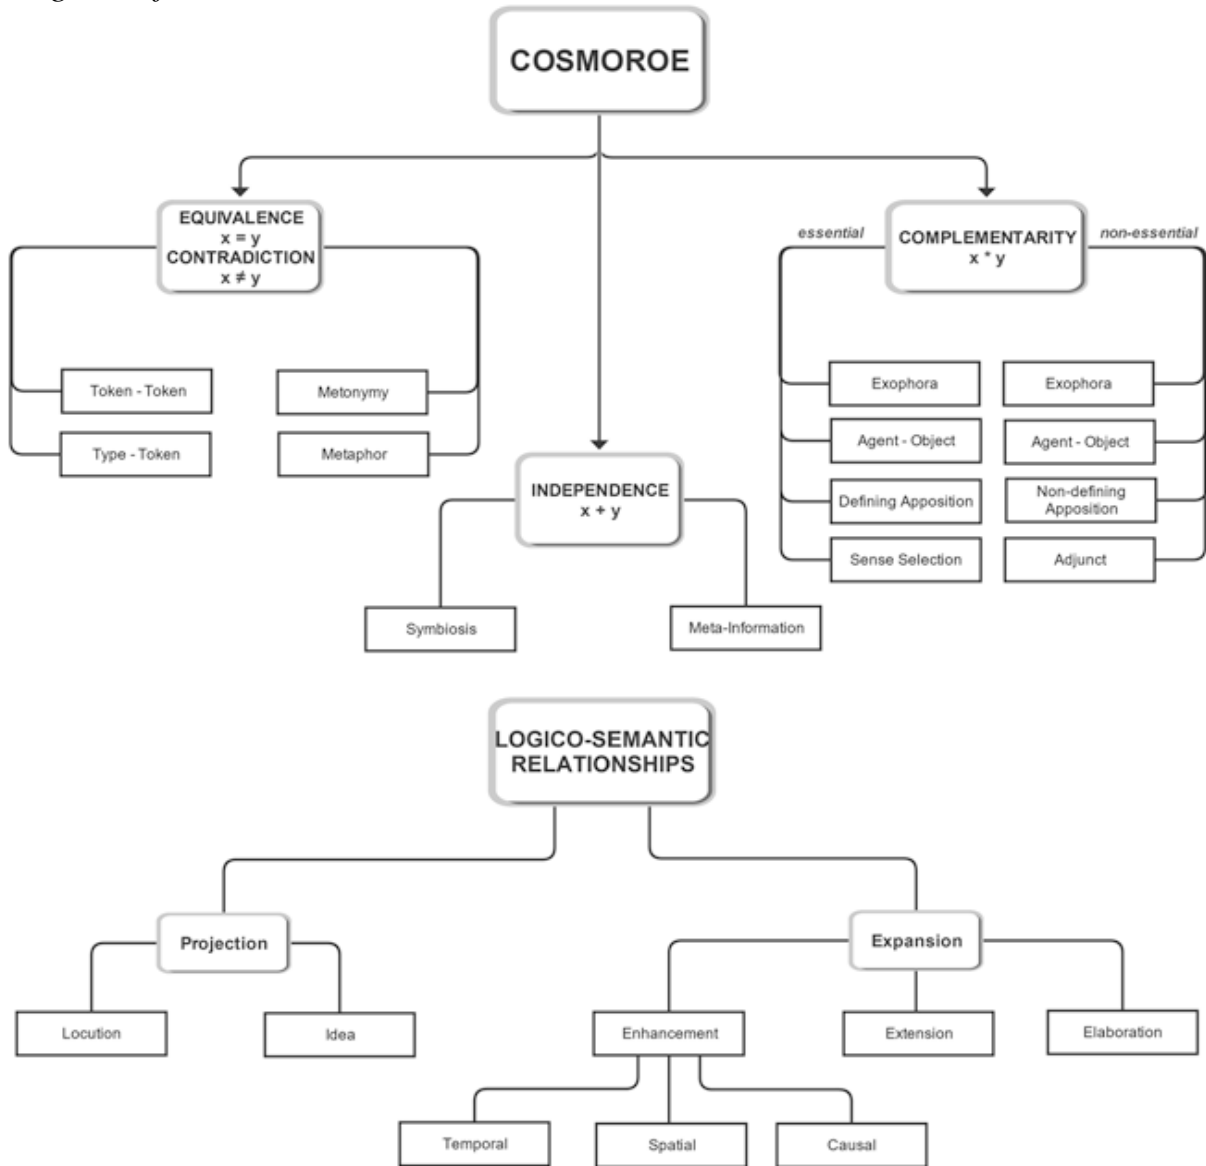 COSMOROE
EQUIVALENCE
x = y
CONTRADICTION
x ≠ y
essential
COMPLEMENTARITY
x * y
non-essential
Token - Token
Metonymy
Exophora
Exophora
Type - Token
Metaphor
Agent - Object
Agent - Object
INDEPENDENCE
x + y
Defining Apposition
Non-defining
Apposition
Sense Selection
Adjunct
Symbiosis
Meta-Information
LOGICO-SEMANTIC
RELATIONSHIPS
Projection
Expansion
Locution
Idea
Enhancement
Extension
Elaboration
Temporal
Spatial
Causal